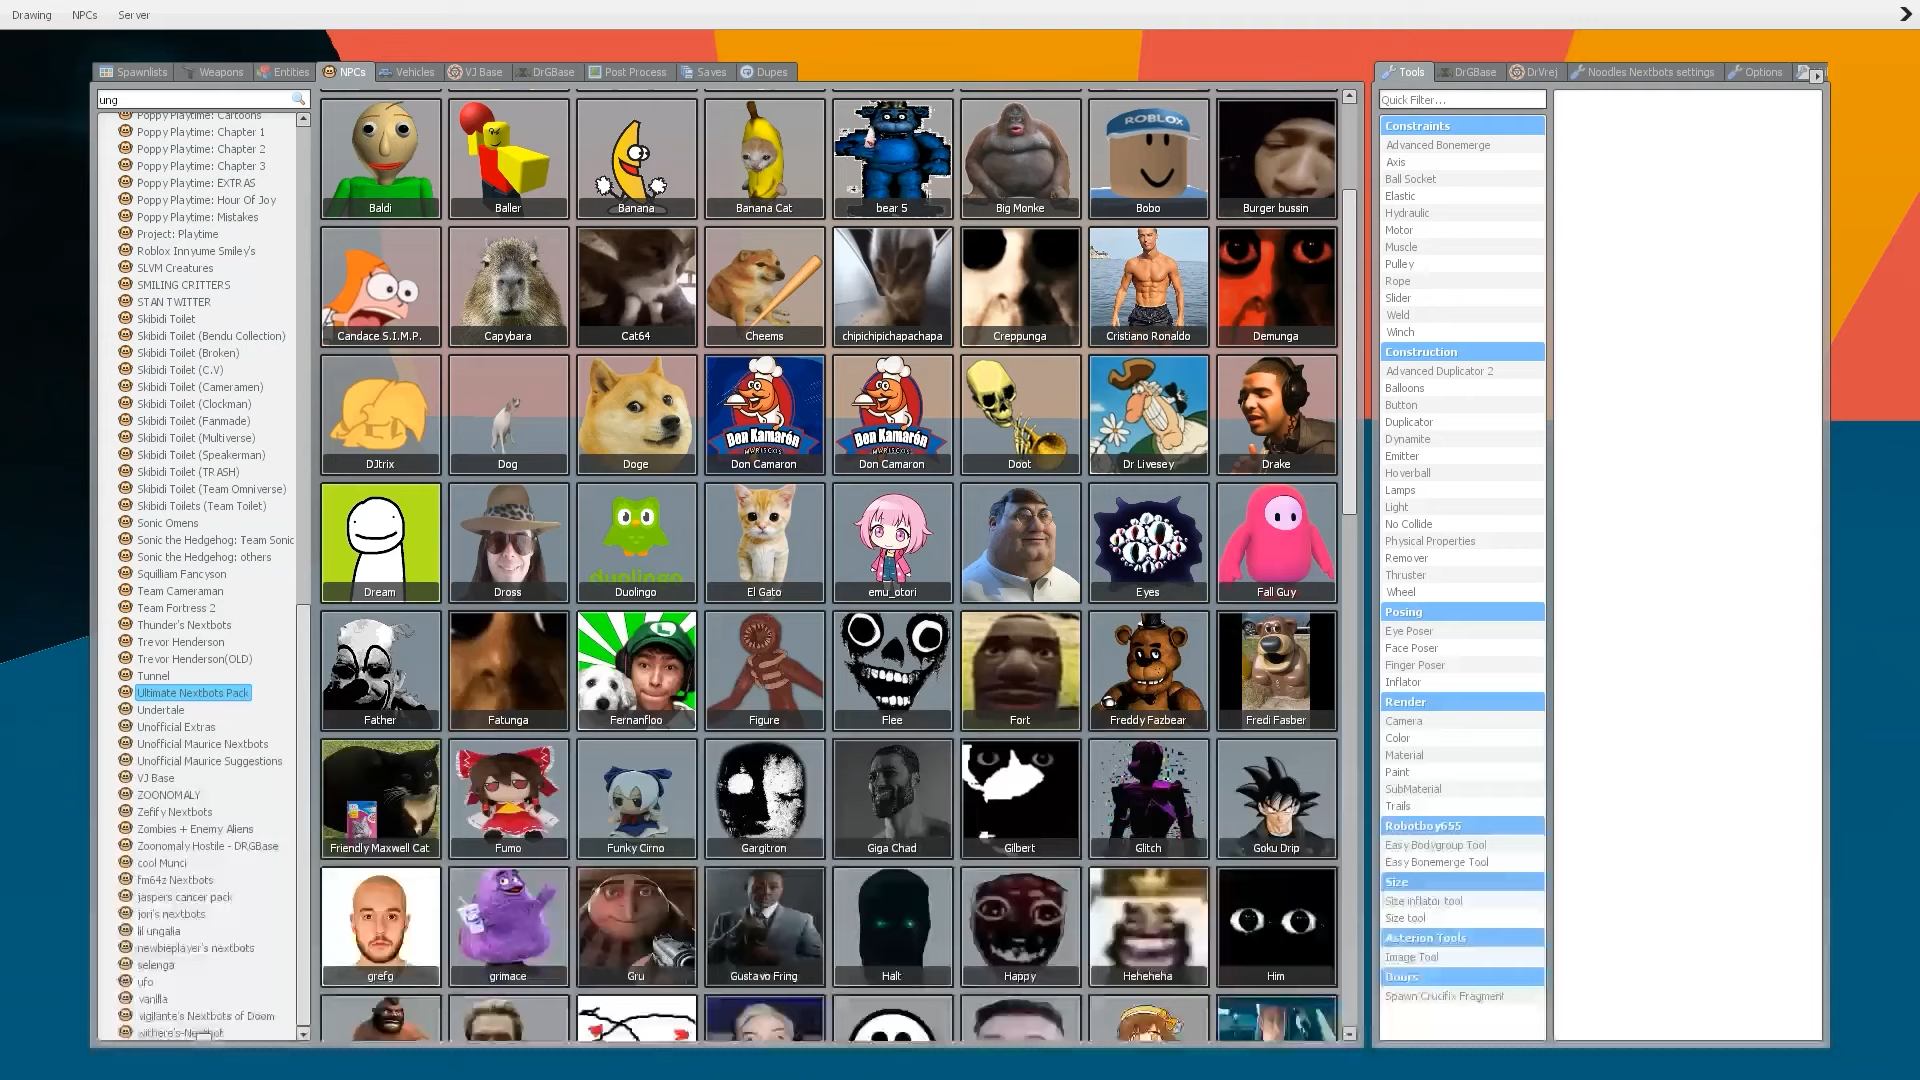 Drawing NPCs Server
Spawnlists Weapons Entities NPCs Vehicles VJ Base DrGBase Post Process Saves Dupes
Tools DrGBase DrVrej Noodles Nextbots settings Options
ung
Poppy Playtime: Cartoons
Poppy Playtime: Chapter 1
Poppy Playtime: Chapter 2
Poppy Playtime: Chapter 3
Poppy Playtime: EXTRAS
Poppy Playtime: Hour Of Joy
Poppy Playtime: Mistakes
Project: Playtime
Roblox Innyume Smiley's
SLVM Creatures
SMILING CRITTERS
STAN TWITTER
Skibidi Toilet
Skibidi Toilet (Bendu Collection)
Skibidi Toilet (Broken)
Skibidi Toilet (C.V)
Skibidi Toilet (Cameramen)
Skibidi Toilet (Clockman)
Skibidi Toilet (Fanmade)
Skibidi Toilet (Multiverse)
Skibidi Toilet (Speakerman)
Skibidi Toilet (TRASH)
Skibidi Toilet (Team Omniverse)
Skibidi Toilets (Team Toilet)
Sonic Omens
Sonic the Hedgehog: Team Sonic
Sonic the Hedgehog: others
Squilliam Fancyson
Team Cameraman
Team Fortress 2
Thunder's Nextbots
Trevor Henderson
Trevor Henderson(OLD)
Tunnel
Ultimate Nextbots Pack
Undertale
Unofficial Extras
Unofficial Maurice Nextbots
Unofficial Maurice Suggestions
VJ Base
ZOONOMALY
Zefify Nextbots
Zombies + Enemy Aliens
Zoonomaly Hostile - DRGBase
cool Munci
fm64z Nextbots
jaspers cancer pack
jori's nextbots
lil ungalia
newbieplayer's nextbots
selenga
ufo
vanilla
vigilante's Nextbots of Doom
withere's Nextbot
ROBLOX
Baldi Baller Banana Banana Cat bear 5 Big Monke Bobo Burger bussin
Candace S.I.M.P. Capybara Cat64 Cheems chipichipichapachapa Creppunga Cristiano Ronaldo Demunga
Don Kamarón Don Kamarón
MARISCOS MARISCOS
DJtrix Dog Doge Don Camaron Don Camaron Doot Dr Livesey Drake
duolingo
Dream Dross Duolingo El Gato emu_otori Eyes Fall Guy
L
Father Fatunga Fernanfloo Figure Flee Fort Freddy Fazbear Fredi Fasber
Friendly Maxwell Cat Fumo Funky Cirno Gargitron Giga Chad Gilbert Glitch Goku Drip
grefg grimace Gru Gustavo Fring Halt Happy Heheheha Him
Quick Filter...
Constraints
Advanced Bonemerge
Axis
Ball Socket
Elastic
Hydraulic
Motor
Muscle
Pulley
Rope
Slider
Weld
Winch
Construction
Advanced Duplicator 2
Balloons
Button
Duplicator
Dynamite
Emitter
Hoverball
Lamps
Light
No Collide
Physical Properties
Remover
Thruster
Wheel
Posing
Eye Poser
Face Poser
Finger Poser
Inflator
Render
Camera
Color
Material
Paint
SubMaterial
Trails
Robotboy655
Easy Bodygroup Tool
Easy Bonemerge Tool
Size
Size inflator tool
Size tool
Asterion Tools
Image Tool
Doors
Spawn Crucifix Fragment